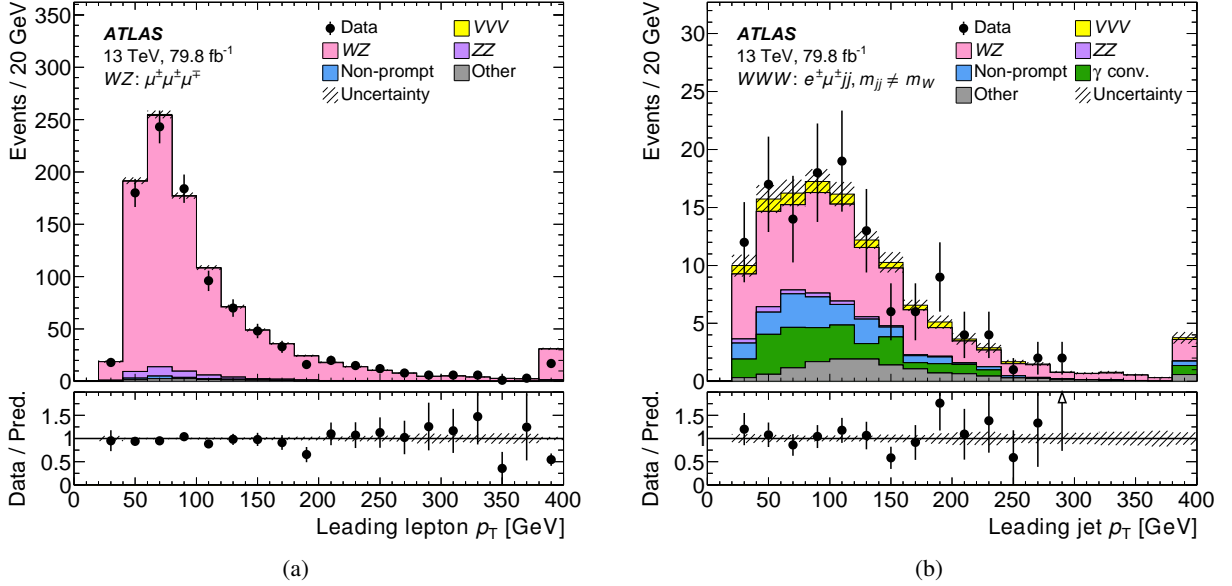 ATLAS
13 TeV, 79.8 fb⁻¹
WZ: μ±μ±μ∓
Data
VVV
WZ
ZZ
Non-prompt
Other
Uncertainty
Events / 20 GeV
350
300
250
200
150
100
50
0
Data / Pred.
1.5
1
0.5
0
0 50 100 150 200 250 300 350 400
Leading lepton pT [GeV]
(a)
ATLAS
13 TeV, 79.8 fb⁻¹
WWW: e±μ±jj, mjj ≠ mW
Data
VVV
WZ
ZZ
Non-prompt
γ conv.
Other
Uncertainty
Events / 20 GeV
30
25
20
15
10
5
0
Data / Pred.
1.5
1
0.5
0
0 50 100 150 200 250 300 350 400
Leading jet pT [GeV]
(b)